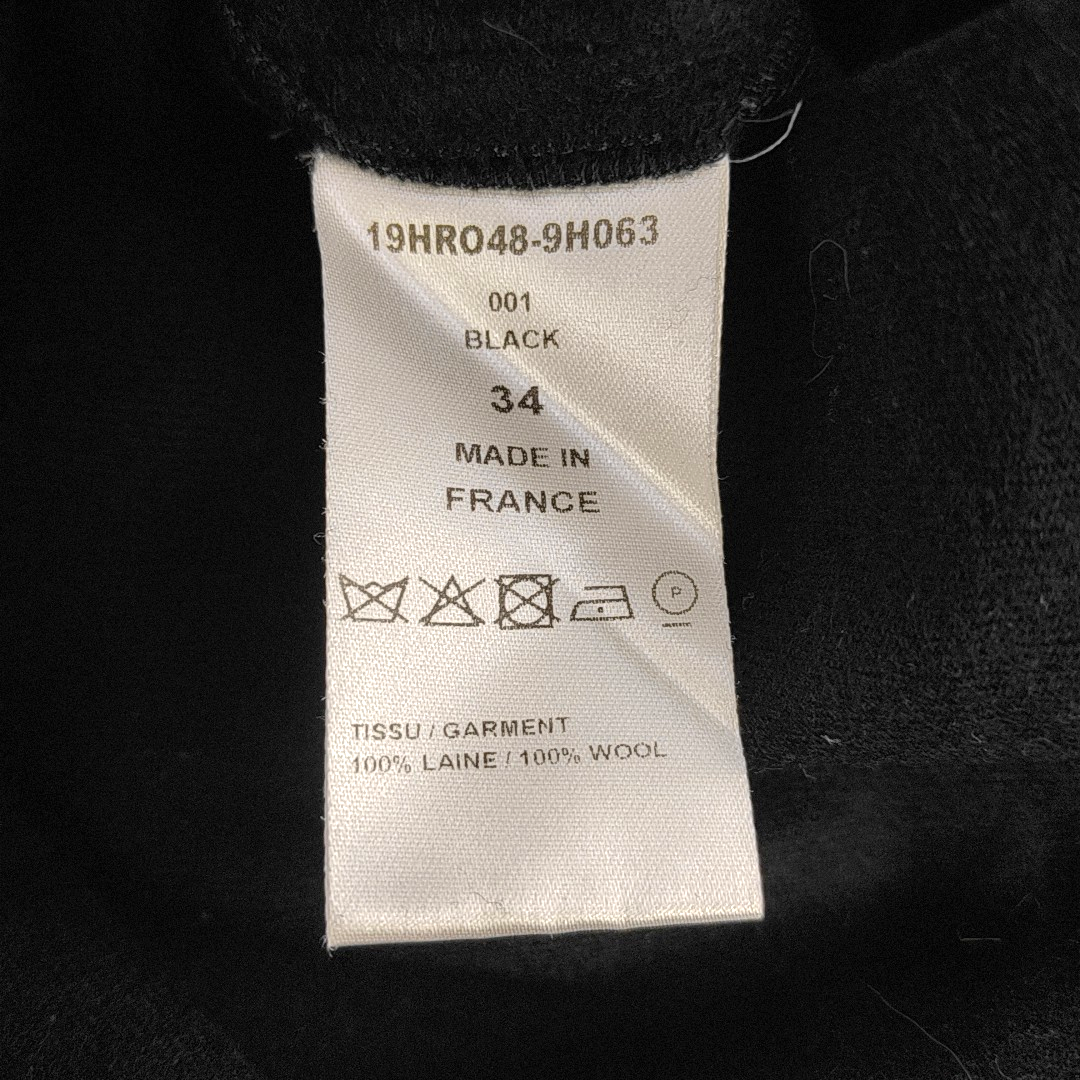 19HRO48-9H063
001
BLACK
34
MADE IN
FRANCE
P
TISSU / GARMENT
100% LAINE / 100% WOOL